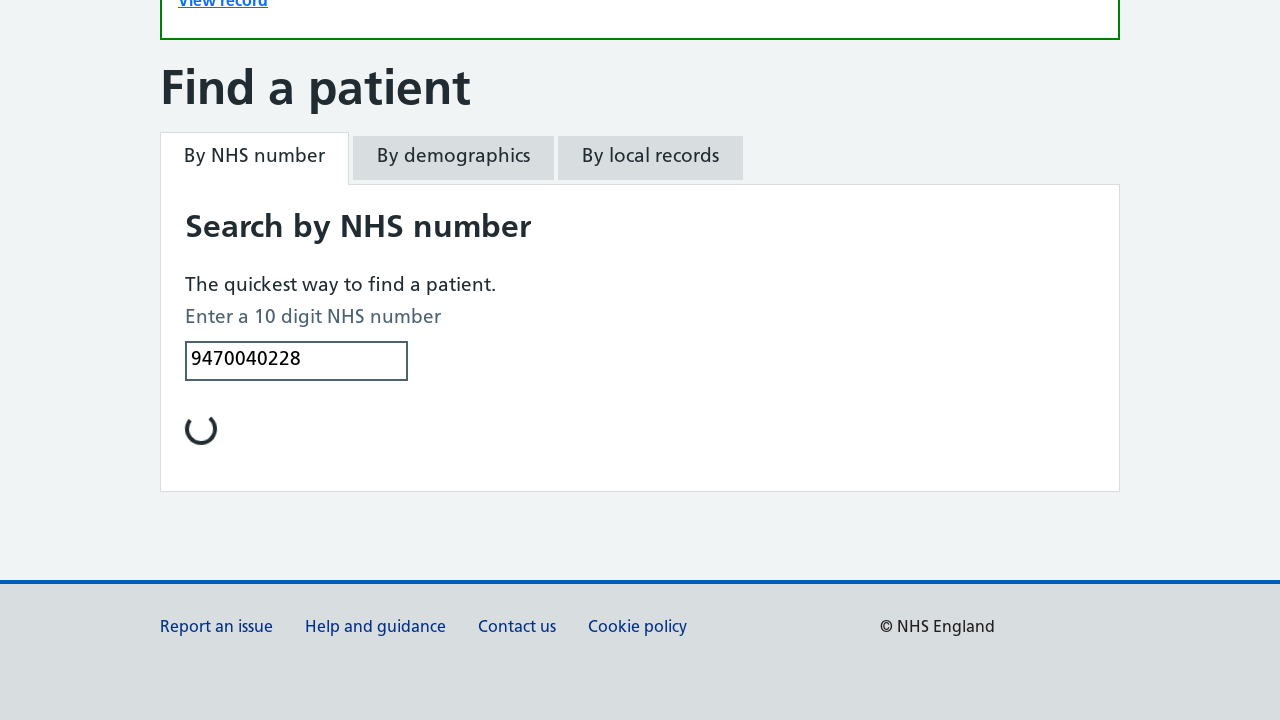 View record
Find a patient
By NHS number
By demographics
By local records
Search by NHS number
The quickest way to find a patient.
Enter a 10 digit NHS number
9470040228
Report an issue
Help and guidance
Contact us
Cookie policy
© NHS England